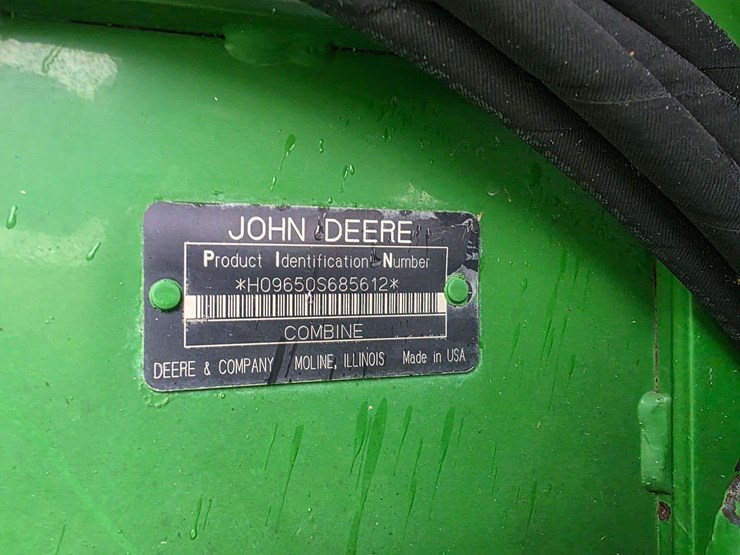 JOHN DEERE
Product Identification Number
*H09650S685612*
COMBINE
DEERE & COMPANY MOLINE, ILLINOIS Made in USA